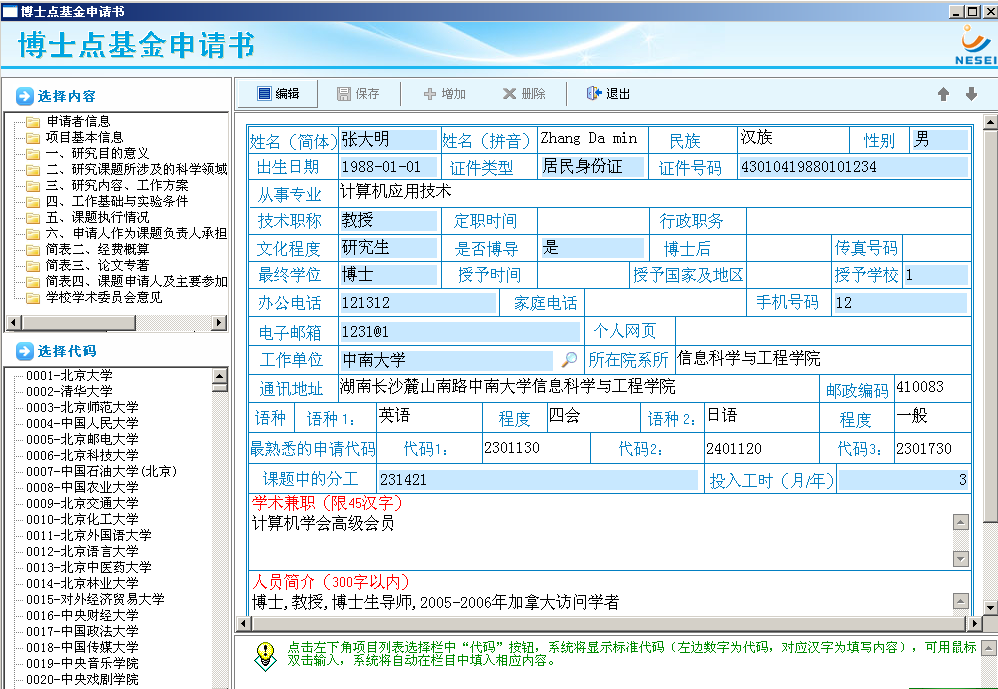 博士点基金申请书
博士点基金申请书
NESEI
选择内容
编辑 保存 增加 删除 退出
申请者信息
项目基本信息
一、研究目的意义
二、研究课题所涉及的科学领域
三、研究内容、工作方案
四、工作基础与实验条件
五、课题执行情况
六、申请人作为课题负责人承担
简表二、经费概算
简表三、论文专著
简表四、课题申请人及主要参加
学校学术委员会意见
选择代码
0001-北京大学
0002-清华大学
0003-北京师范大学
0004-中国人民大学
0005-北京邮电大学
0006-北京科技大学
0007-中国石油大学(北京)
0008-中国农业大学
0009-北京交通大学
0010-北京化工大学
0011-北京外国语大学
0012-北京语言大学
0013-北京中医药大学
0014-北京林业大学
0015-对外经济贸易大学
0016-中央财经大学
0017-中国政法大学
0018-中国传媒大学
0019-中央音乐学院
0020-中央戏剧学院
姓名（简体） 张大明 姓名（拼音） Zhang Da min 民族 汉族 性别 男
出生日期 1988-01-01 证件类型 居民身份证 证件号码 43010419880101234
从事专业 计算机应用技术
技术职称 教授 定职时间 行政职务
文化程度 研究生 是否博导 是 博士后 传真号码
最终学位 博士 授予时间 授予国家及地区 授予学校 1
办公电话 121312 家庭电话 手机号码 12
电子邮箱 1231@1 个人网页
工作单位 中南大学 所在院系所 信息科学与工程学院
通讯地址 湖南长沙麓山南路中南大学信息科学与工程学院 邮政编码 410083
语种 语种1： 英语 程度 四会 语种2： 日语 程度 一般
最熟悉的申请代码 代码1： 2301130 代码2： 2401120 代码3： 2301730
课题中的分工 231421 投入工时（月/年） 3
学术兼职（限45汉字）
计算机学会高级会员
人员简介（300字以内）
博士,教授,博士生导师,2005-2006年加拿大访问学者
点击左下角项目列表选择栏中“代码”按钮，系统将显示标准代码（左边数字为代码，对应汉字为填写内容），可用鼠标
双击输入，系统将自动在栏目中填入相应内容。